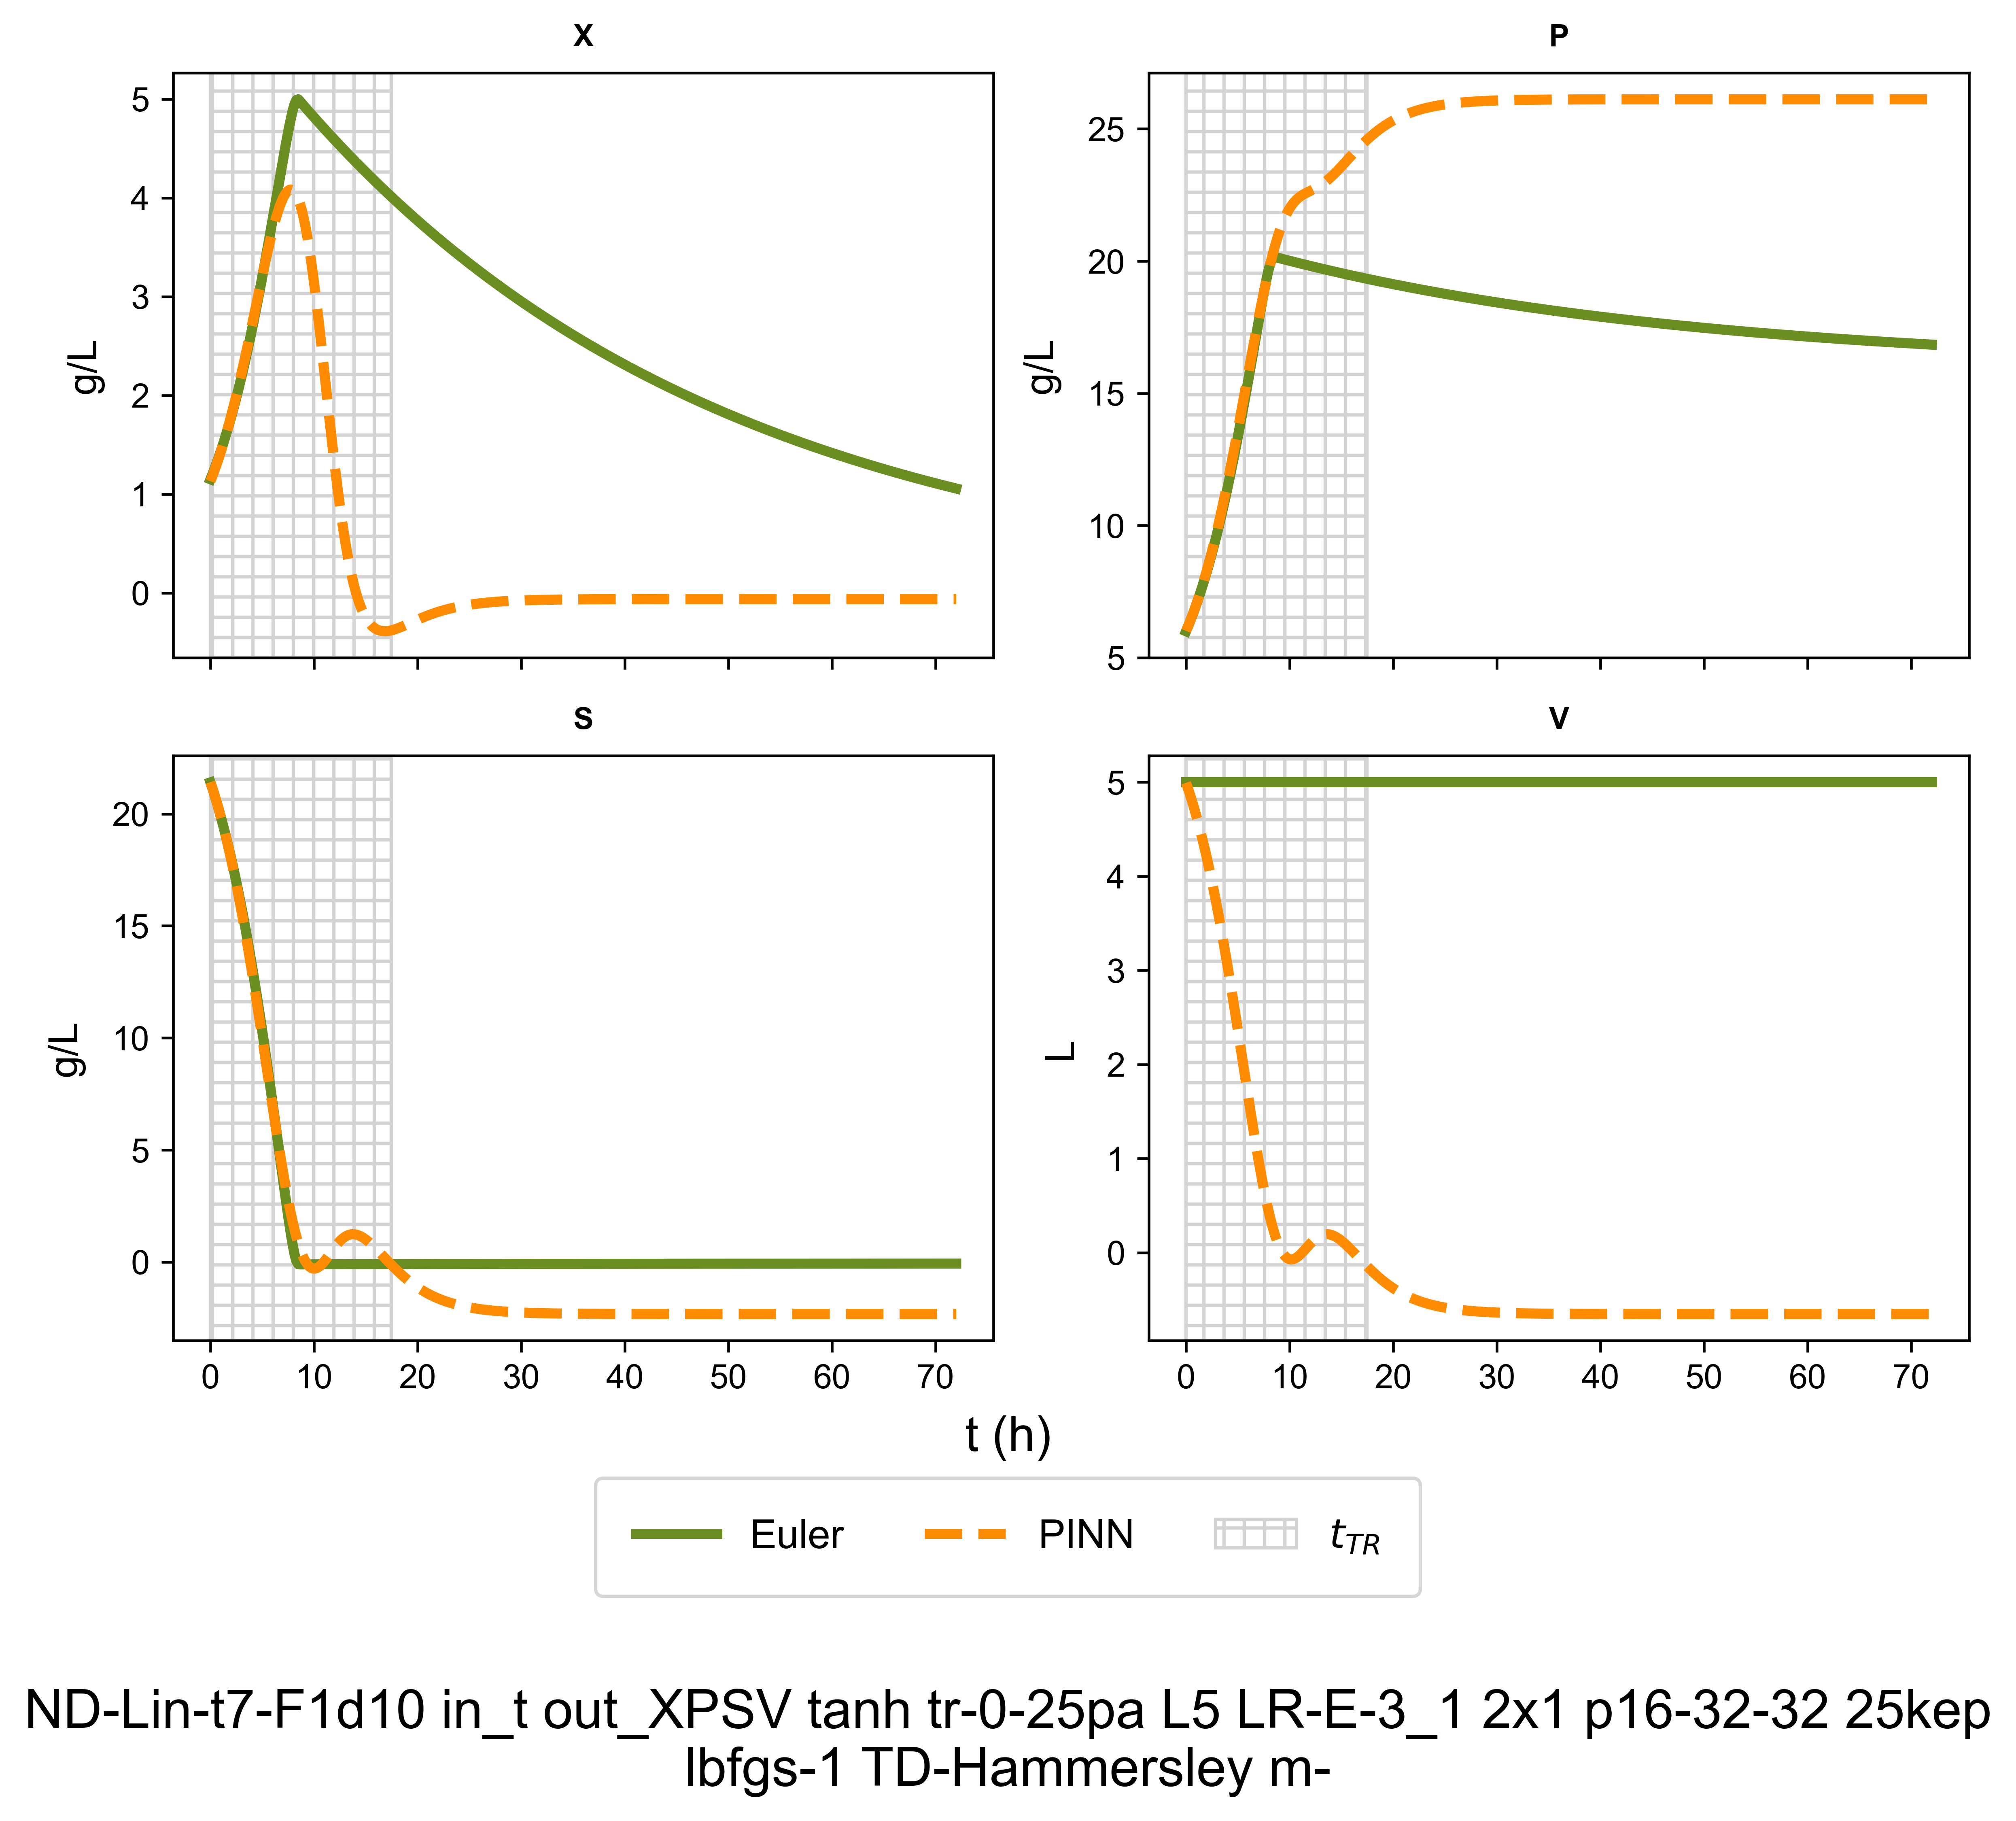 X
P
5
4
3
2
1
0
g/L
25
20
15
10
5
g/L
S
V
20
15
10
5
0
g/L
0 10 20 30 40 50 60 70
5
4
3
2
1
0
L
0 10 20 30 40 50 60 70
t (h)
Euler PINN t_TR
ND-Lin-t7-F1d10 in_t out_XPSV tanh tr-0-25pa L5 LR-E-3_1 2x1 p16-32-32 25kep
lbfgs-1 TD-Hammersley m-